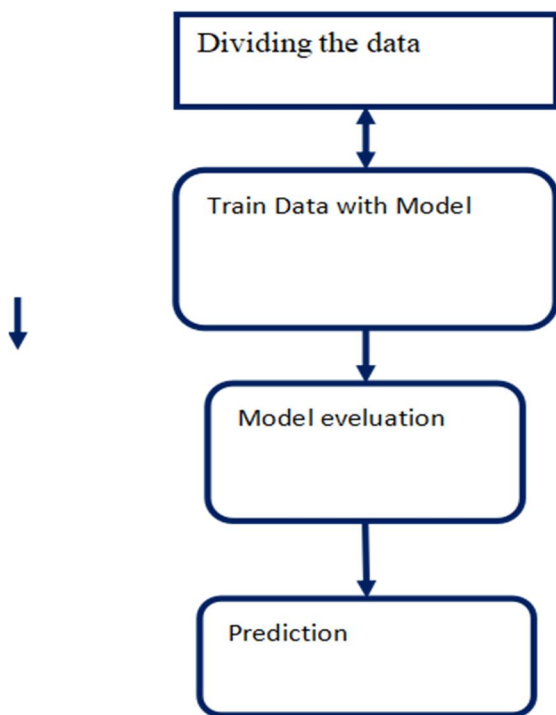 Dividing the data
Train Data with Model
Model eveluation
Prediction